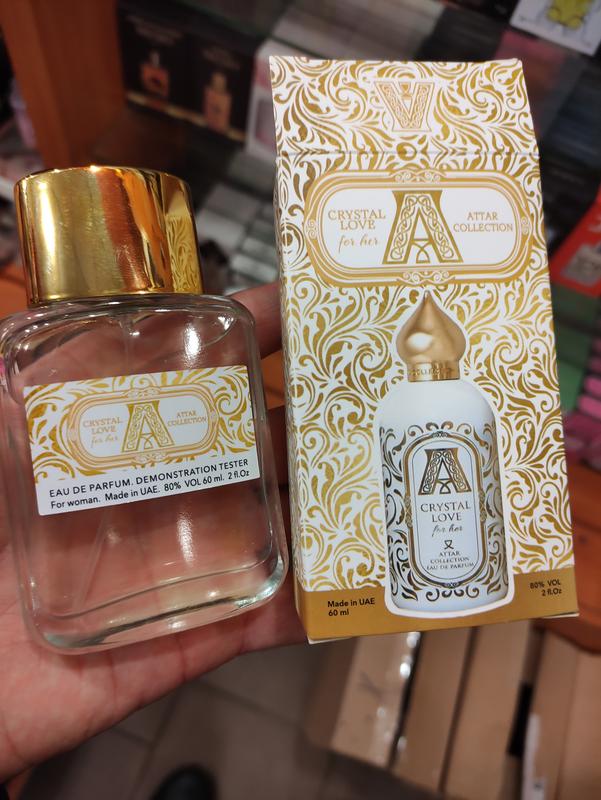 CRYSTAL
LOVE
for her
A
ATTAR
COLLECTION
EAU DE PARFUM. DEMONSTRATION TESTER
For woman. Made in UAE. 80% VOL 60 ml. 2 fl.Oz
A
CRYSTAL
LOVE
for her
A
ATTAR
COLLECTION
A
CRYSTAL
LOVE
for her
ATTAR
COLLECTION
EAU DE PARFUM
Made in UAE
60 ml
80% VOL
2 fl.Oz